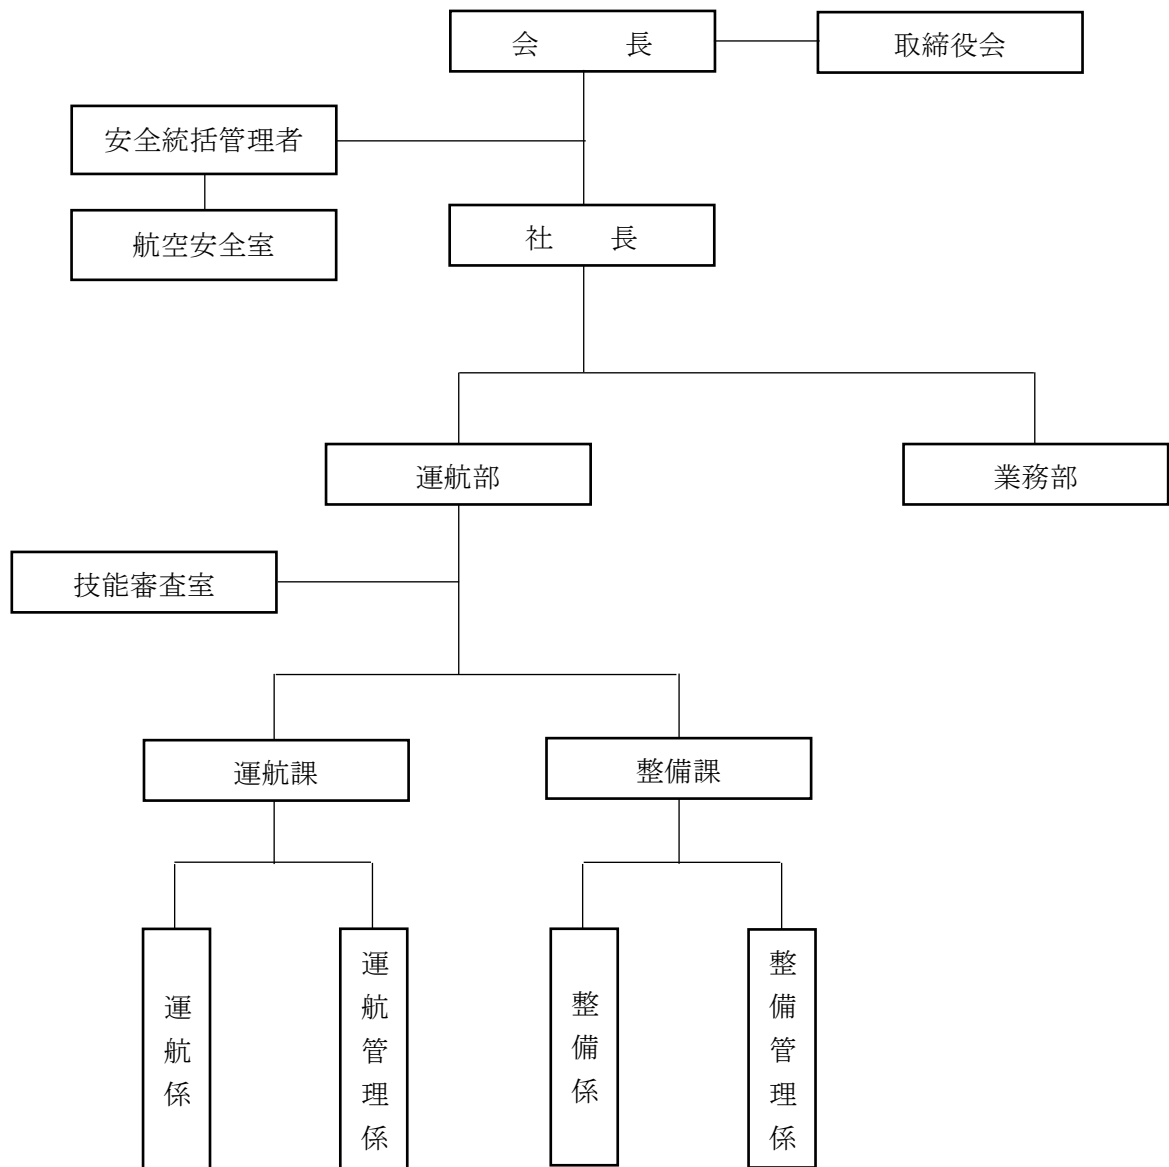 会長
取締役会
安全統括管理者
航空安全室
社長
運航部
業務部
技能審査室
運航課
整備課
運航係
運航管理係
整備係
整備管理係